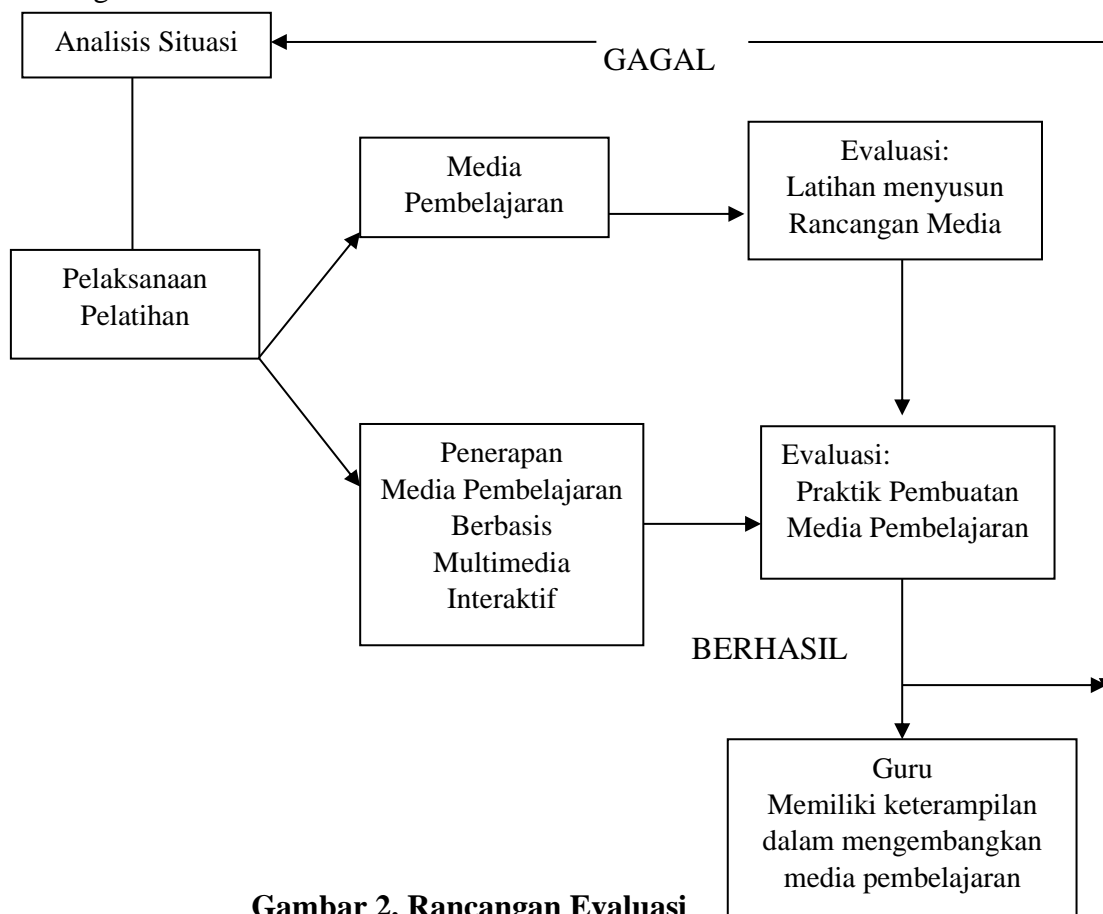 Analisis Situasi
GAGAL
Media
Pembelajaran
Evaluasi:
Latihan menyusun
Rancangan Media
Pelaksanaan
Pelatihan
Penerapan
Media Pembelajaran
Berbasis
Multimedia
Interaktif
Evaluasi:
Praktik Pembuatan
Media Pembelajaran
BERHASIL
Guru
Memiliki keterampilan
dalam mengembangkan
media pembelajaran
Gambar 2. Rancangan Evaluasi